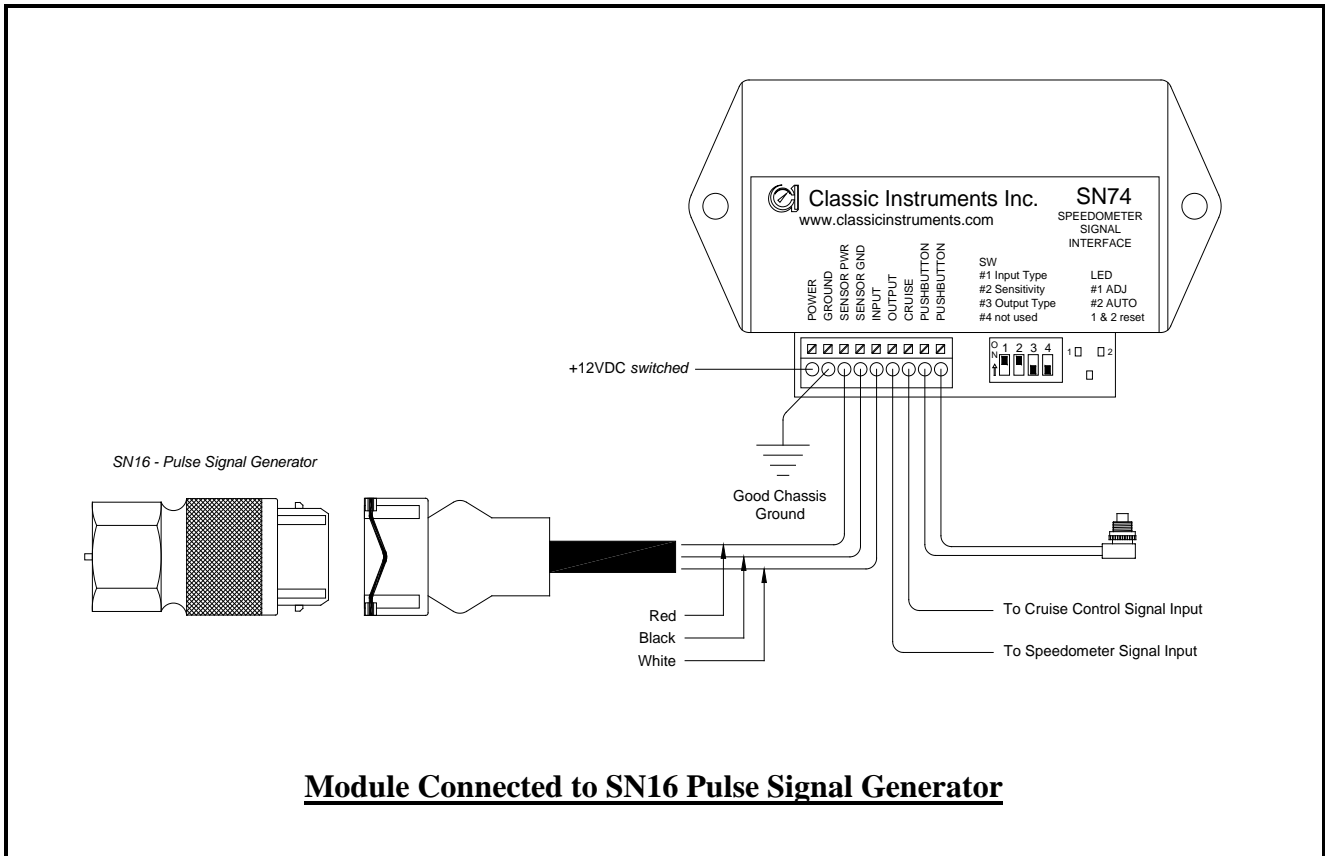 Classic Instruments Inc.
www.classicinstruments.com
SN74
SPEEDOMETER
SIGNAL
INTERFACE
POWER
GROUND
SENSOR PWR
SENSOR GND
INPUT
OUTPUT
CRUISE
PUSHBUTTON
PUSHBUTTON
SW
#1 Input Type
#2 Sensitivity
#3 Output Type
#4 not used
LED
#1 ADJ
#2 AUTO
1 & 2 reset
ON
1 2 3 4
1
2
+12VDC switched
Good Chassis
Ground
SN16 - Pulse Signal Generator
Red
Black
White
To Cruise Control Signal Input
To Speedometer Signal Input
Module Connected to SN16 Pulse Signal Generator